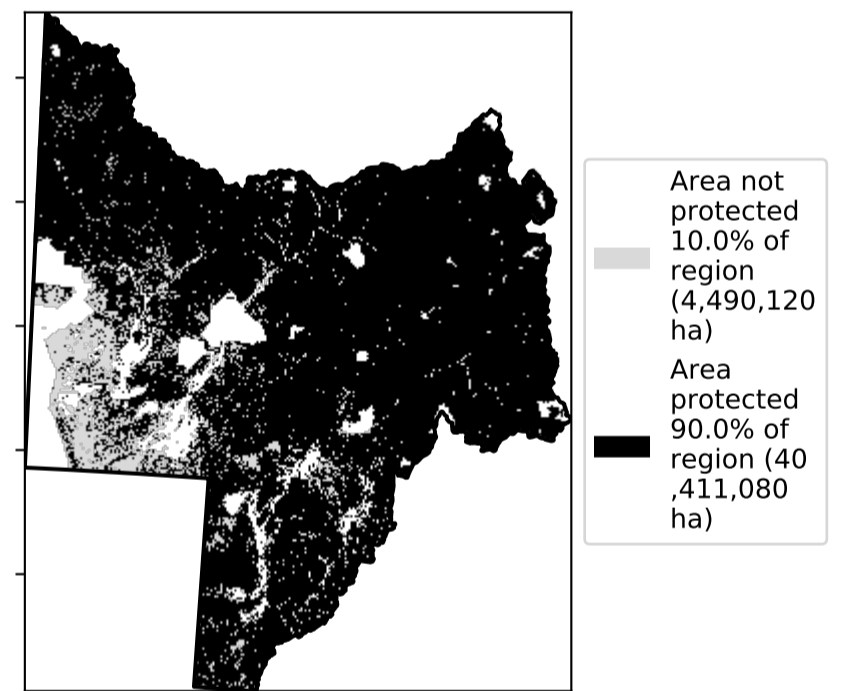 Area not
protected
10.0% of
region
(4,490,120
ha)
Area
protected
90.0% of
region (40
,411,080
ha)